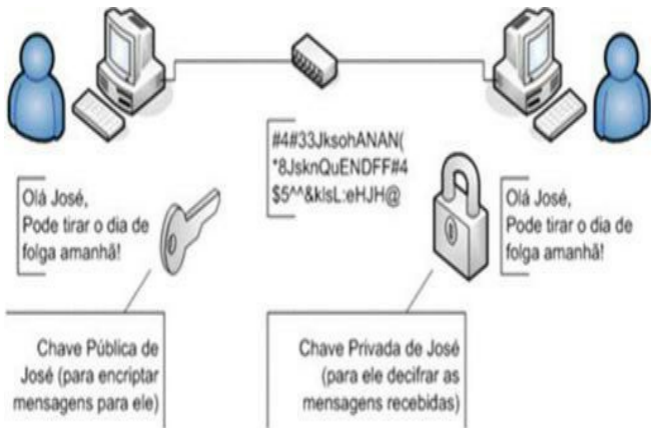 #4#33JksohANAN(
*8JsknQuENDFF#4
$5^^&klsL:eHJH@
Olá José,
Pode tirar o dia de
folga amanhã!
Olá José,
Pode tirar o dia de
folga amanhã!
Chave Pública de
José (para encriptar
mensagens para ele)
Chave Privada de José
(para ele decifrar as
mensagens recebidas)